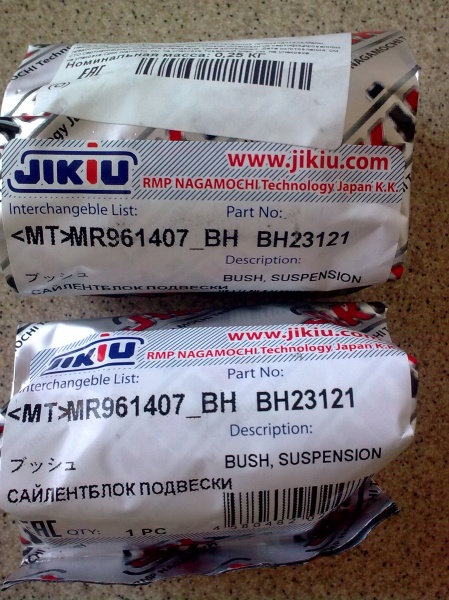 Номинальная масса: 0,25 КГ
EAC
JIKIU
www.jikiu.com
RMP NAGAMOCHI Technology Japan K.K.
Interchangeble List:
Part No:
<MT>MR961407_BH BH23121
Description:
ブッシュ
BUSH, SUSPENSION
САЙЛЕНТБЛОК ПОДВЕСКИ
JIKIU
www.jikiu.com
RMP NAGAMOCHI Technology Japan K.K.
Interchangeble List:
Part No:
<MT>MR961407_BH BH23121
Description:
ブッシュ
BUSH, SUSPENSION
САЙЛЕНТБЛОК ПОДВЕСКИ
EAC QTY: 1 PC